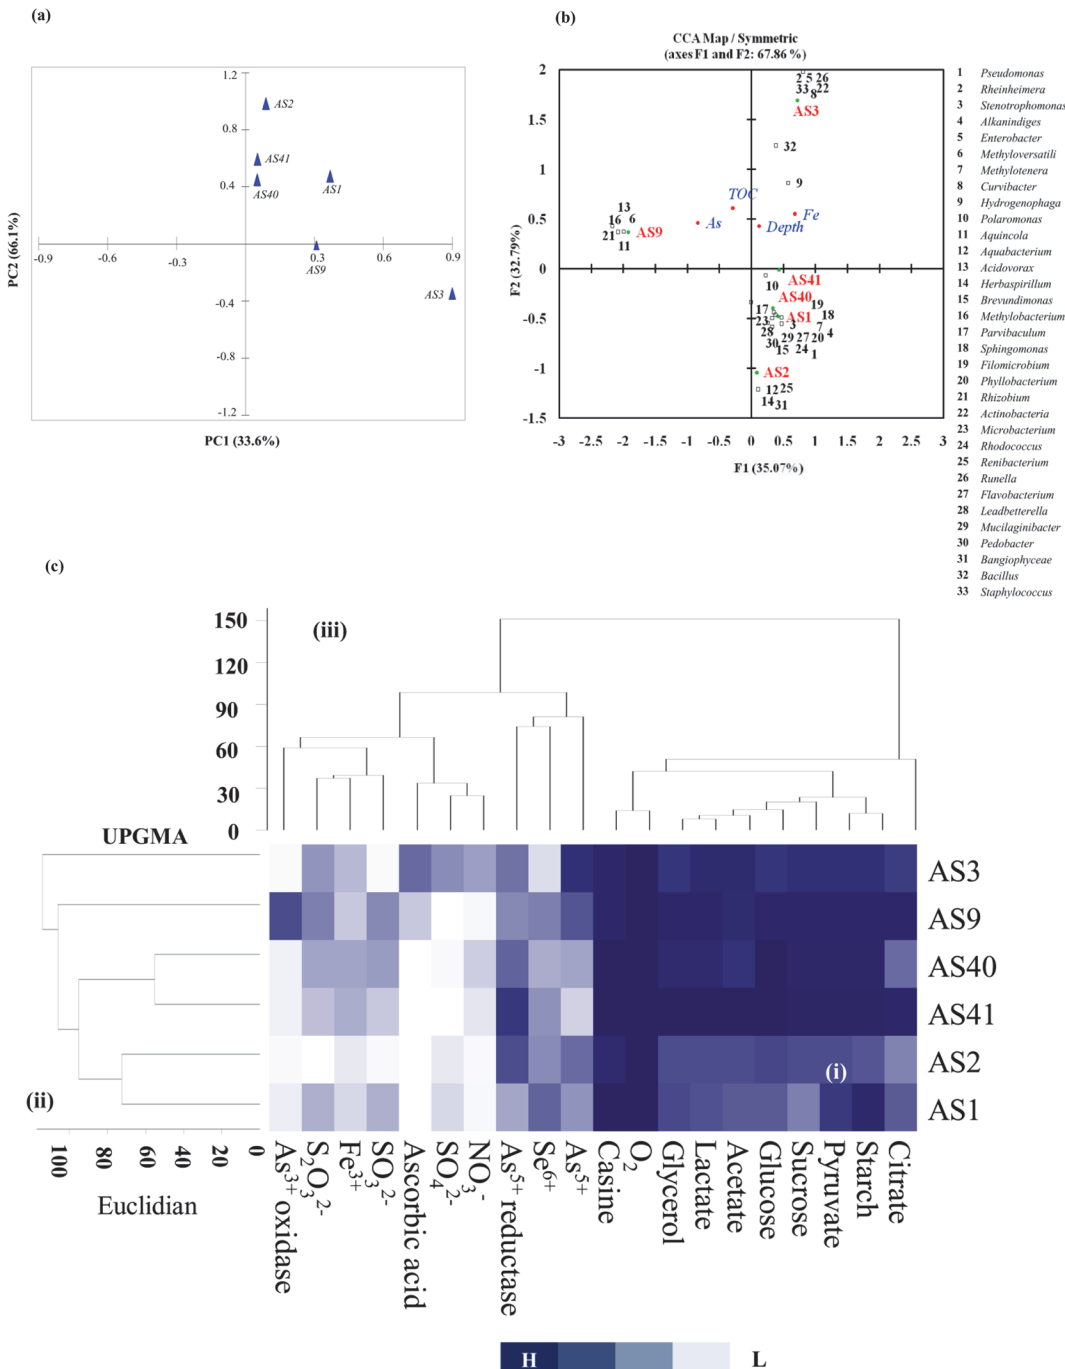 (a)
1.2
0.8
0.4
-0.4
-0.8
-1.2
-0.9
-0.6
-0.3
0.3
0.6
0.9
AS2
AS41
AS40
AS1
AS9
AS3
PC2 (66.1%)
PC1 (33.6%)
(b)
CCA Map / Symmetric
(axes F1 and F2: 67.86 %)
2
1.5
1
0.5
0
-0.5
-1
-1.5
-3 -2.5 -2 -1.5 -1 -0.5 0 0.5 1 1.5 2 2.5 3
F2 (32.79%)
F1 (35.07%)
2 5 26
33 8 22
AS3
32
9
TOC
As
Depth
Fe
13
16 6
21 11
AS9
AS41
10
AS40
17 19
AS1 18
23 3 7 4
28 29 27 20
30 15 24 1
AS2
12 25
14 31
1 Pseudomonas
2 Rheinheimera
3 Stenotrophomonas
4 Alkanindiges
5 Enterobacter
6 Methyloversatili
7 Methylotenera
8 Curvibacter
9 Hydrogenophaga
10 Polaromonas
11 Aquincola
12 Aquabacterium
13 Acidovorax
14 Herbaspirillum
15 Brevundimonas
16 Methylobacterium
17 Parvibaculum
18 Sphingomonas
19 Filomicrobium
20 Phyllobacterium
21 Rhizobium
22 Actinobacteria
23 Microbacterium
24 Rhodococcus
25 Renibacterium
26 Runella
27 Flavobacterium
28 Leadbetterella
29 Mucilaginibacter
30 Pedobacter
31 Bangiophyceae
32 Bacillus
33 Staphylococcus
(c)
(iii)
150
120
90
60
30
0
UPGMA
AS3
AS9
AS40
AS41
AS2
AS1
(i)
(ii)
100 80 60 40 20 0
Euclidian
As³⁺ oxidase
S₂O₃²⁻
Fe³⁺
SO₃²⁻
Ascorbic acid
SO₄²⁻
NO₃⁻
As⁵⁺ reductase
Se⁶⁺
As⁵⁺
Casine
O₂
Glycerol
Lactate
Acetate
Glucose
Sucrose
Pyruvate
Starch
Citrate
H L